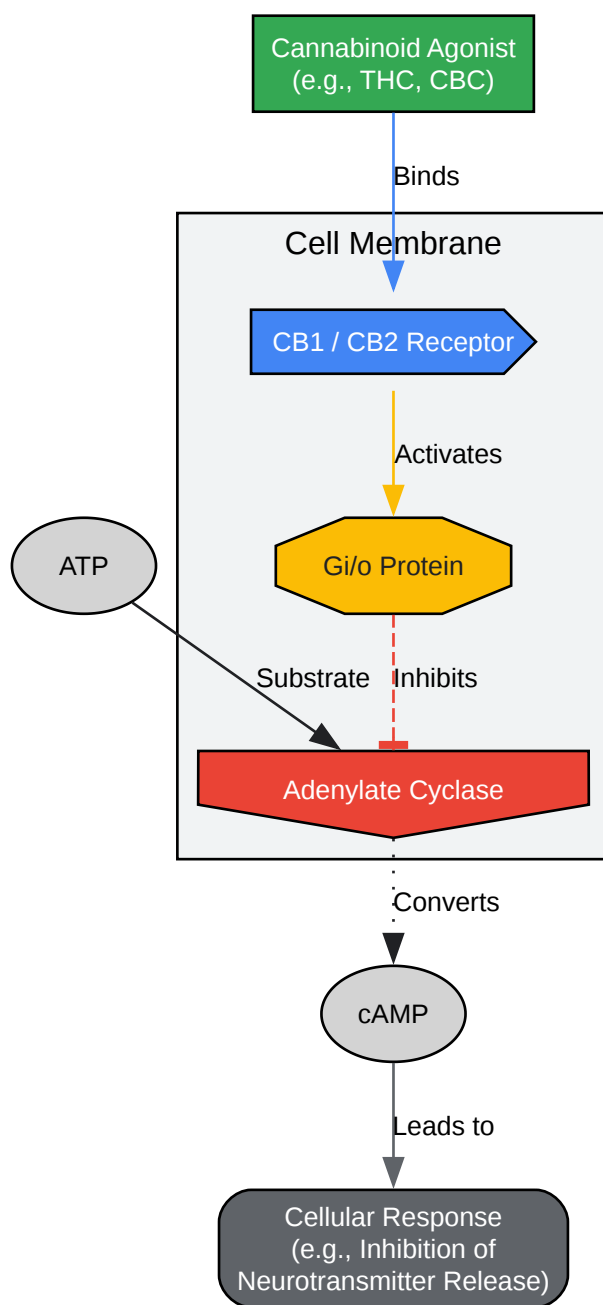 Cannabinoid Agonist
(e.g., THC, CBC)
Binds
Cell Membrane
CB1 / CB2 Receptor
Activates
ATP
Gi/o Protein
Substrate
Inhibits
Adenylate Cyclase
Converts
cAMP
Leads to
Cellular Response
(e.g., Inhibition of
Neurotransmitter Release)